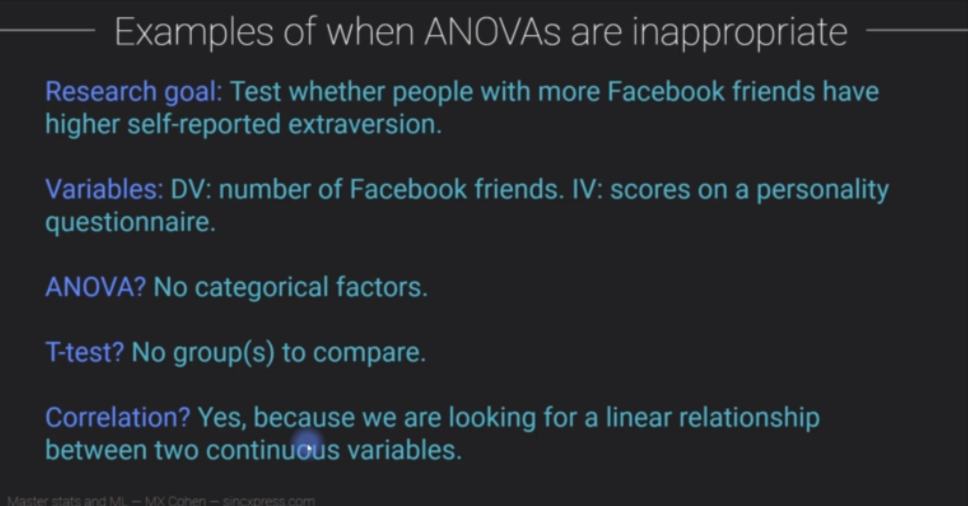 Examples of when ANOVAs are inappropriate
Research goal: Test whether people with more Facebook friends have
higher self-reported extraversion.
Variables: DV: number of Facebook friends. IV: scores on a personality
questionnaire.
ANOVA? No categorical factors.
T-test? No group(s) to compare.
Correlation? Yes, because we are looking for a linear relationship
between two continuous variables.
Master stats and ML — MX Cohen — sincxpress.com